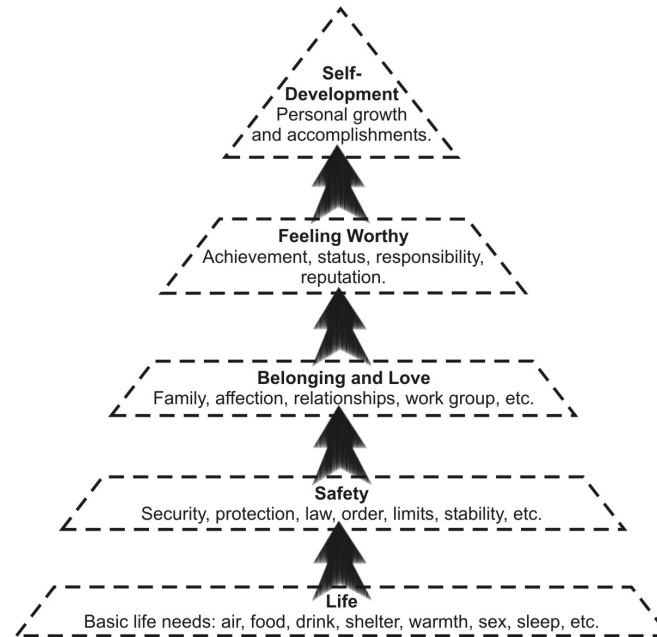 Self-
Development
Personal growth
and accomplishments.
Feeling Worthy
Achievement, status, responsibility,
reputation.
Belonging and Love
Family, affection, relationships, work group, etc.
Safety
Security, protection, law, order, limits, stability, etc.
Life
Basic life needs: air, food, drink, shelter, warmth, sex, sleep, etc.